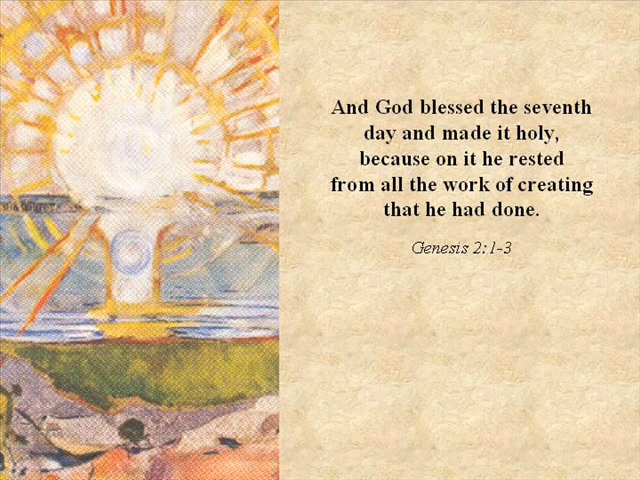 And God blessed the seventh
day and made it holy,
because on it he rested
from all the work of creating
that he had done.
Genesis 2:1-3